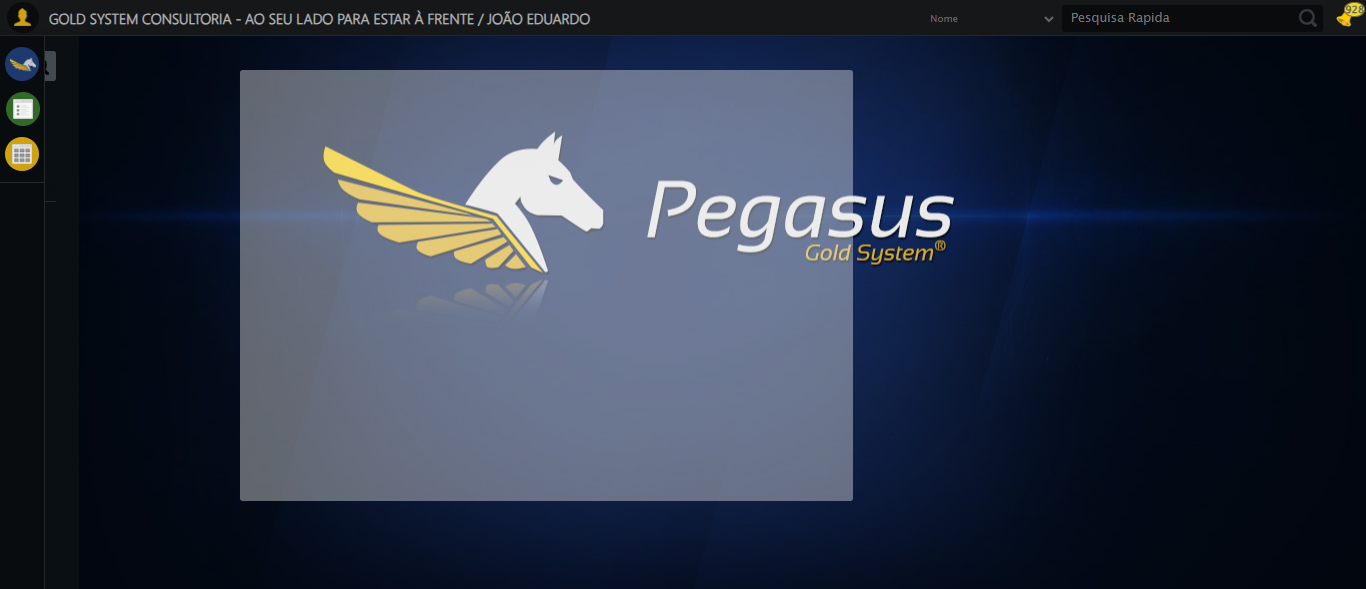 GOLD SYSTEM CONSULTORIA - AO SEU LADO PARA ESTAR À FRENTE / JOÃO EDUARDO
Nome
Pesquisa Rapida
928
Pegasus
Gold System®